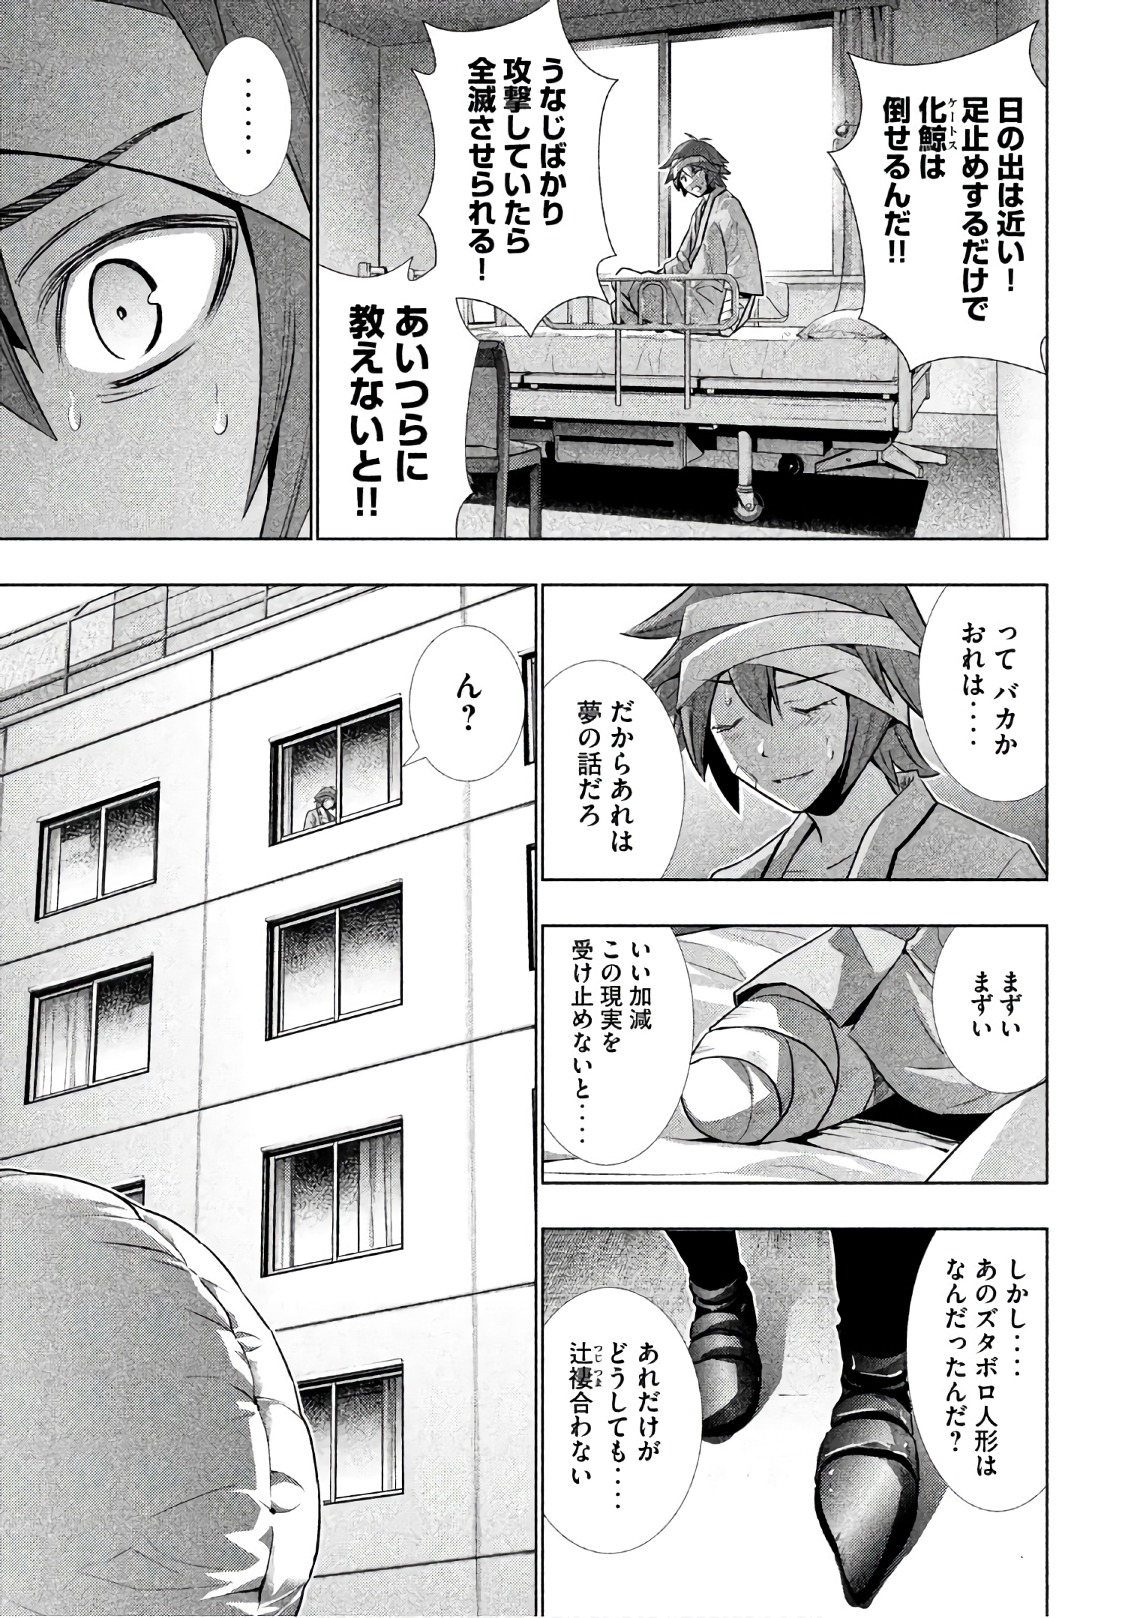 日の出は近い！
足止めするだけで
化鯨は
ケートス
倒せるんだ!!
うなじばかり
攻撃していたら
全滅させられる！
あいつらに
教えないと!!
・・・・・・
ってバカか
おれは・・・・
だからあれは
夢の話だろ
まずい
まずい
いい加減
この現実を
受け止めないと・・・・
しかし・・・・
あのズタボロ人形は
なんだったんだ？
あれだけが
どうしても・・・・
辻褄合わない
つじつま
ん？